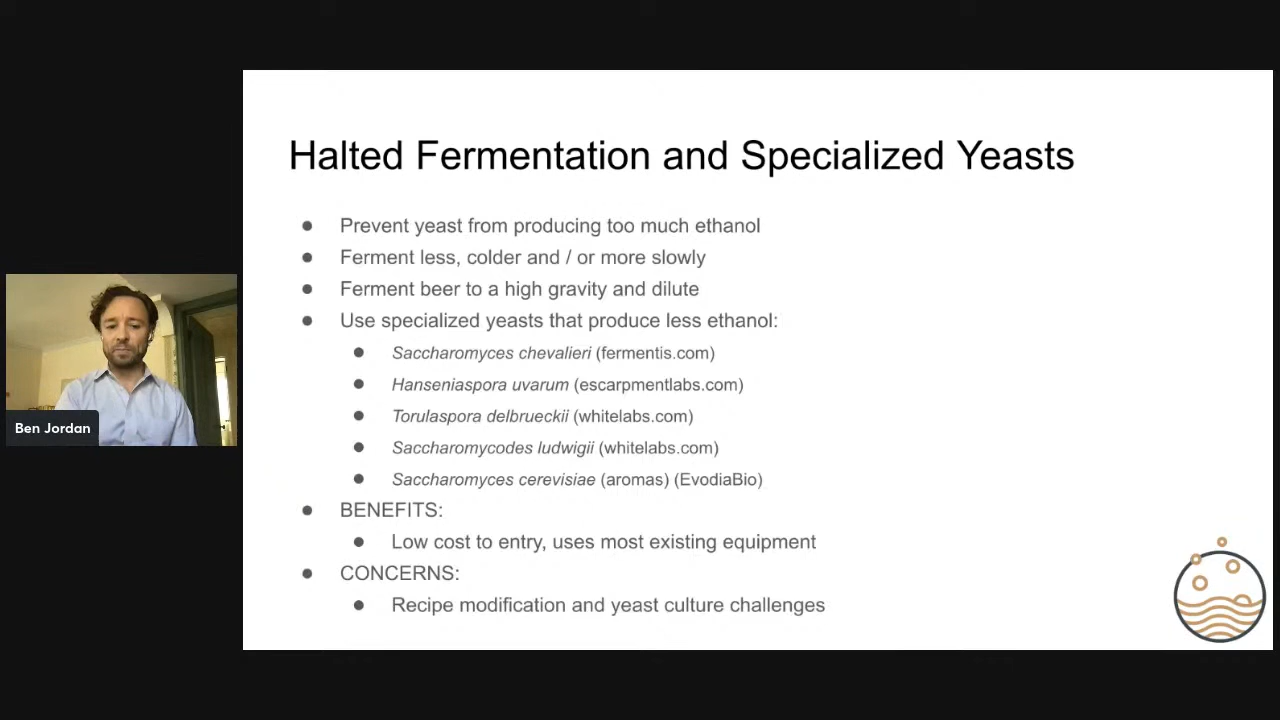 Halted Fermentation and Specialized Yeasts
● Prevent yeast from producing too much ethanol
● Ferment less, colder and / or more slowly
● Ferment beer to a high gravity and dilute
● Use specialized yeasts that produce less ethanol:
● Saccharomyces chevalieri (fermentis.com)
● Hanseniaspora uvarum (escarpmentlabs.com)
● Torulaspora delbrueckii (whitelabs.com)
● Saccharomycodes ludwigii (whitelabs.com)
● Saccharomyces cerevisiae (aromas) (EvodiaBio)
● BENEFITS:
● Low cost to entry, uses most existing equipment
● CONCERNS:
● Recipe modification and yeast culture challenges
Ben Jordan